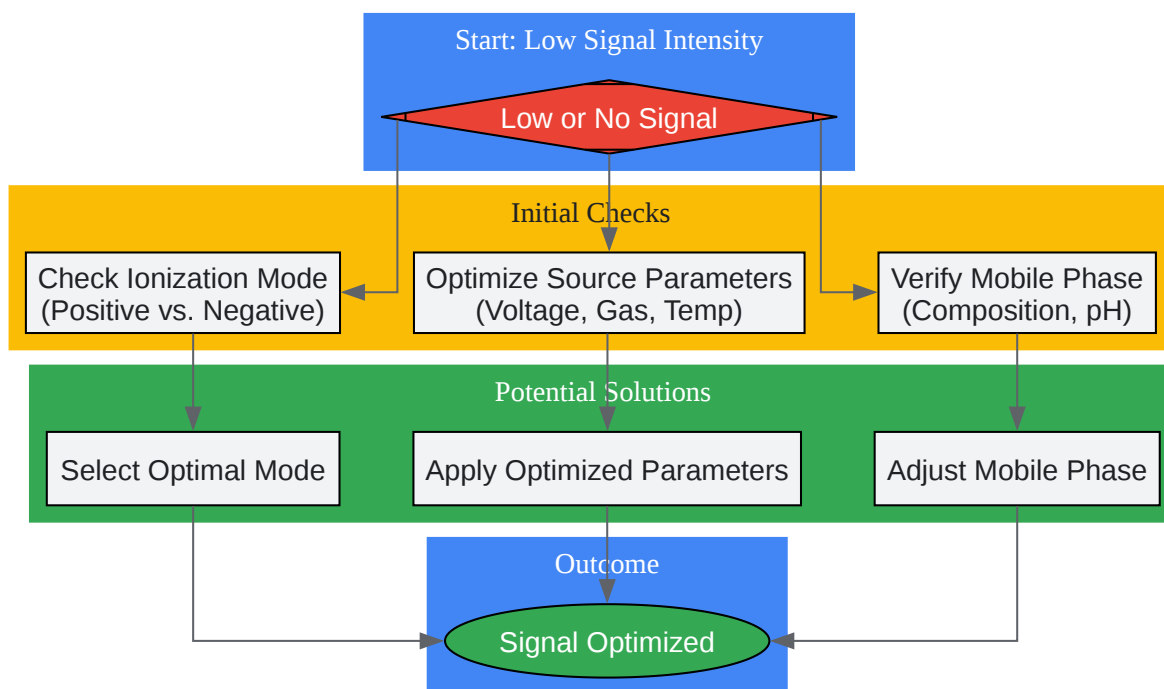 Start: Low Signal Intensity
Low or No Signal
Initial Checks
Check Ionization Mode
(Positive vs. Negative)
Optimize Source Parameters
(Voltage, Gas, Temp)
Verify Mobile Phase
(Composition, pH)
Potential Solutions
Select Optimal Mode
Apply Optimized Parameters
Adjust Mobile Phase
Outcome
Signal Optimized